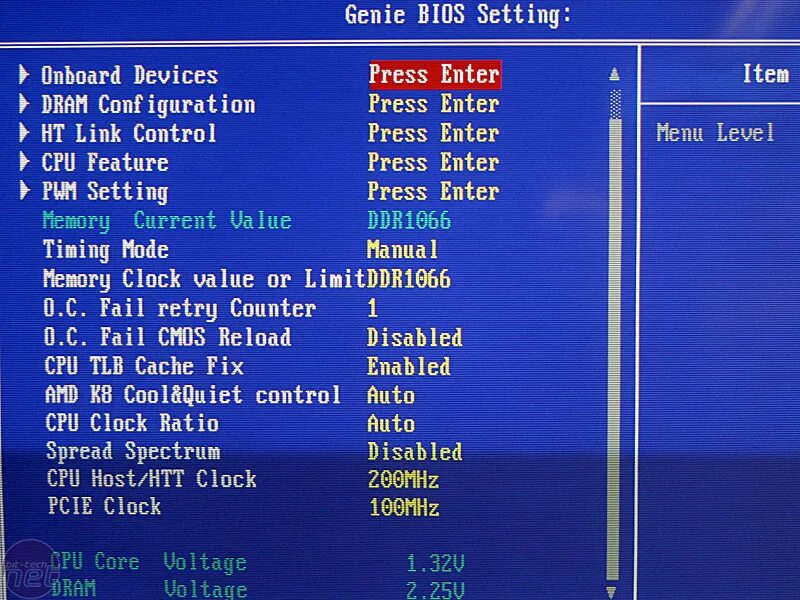 Genie BIOS Setting:
Onboard Devices Press Enter
DRAM Configuration Press Enter
HT Link Control Press Enter
CPU Feature Press Enter
PWM Setting Press Enter
Memory Current Value DDR1066
Timing Mode Manual
Memory Clock value or LimitDDR1066
O.C. Fail retry Counter 1
O.C. Fail CMOS Reload Disabled
CPU TLB Cache Fix Enabled
AMD K8 Cool&Quiet control Auto
CPU Clock Ratio Auto
Spread Spectrum Disabled
CPU Host/HTT Clock 200MHz
PCIE Clock 100MHz
CPU Core Voltage 1.32V
DRAM Voltage 2.25V
Item
Menu Level
bit-tech
net